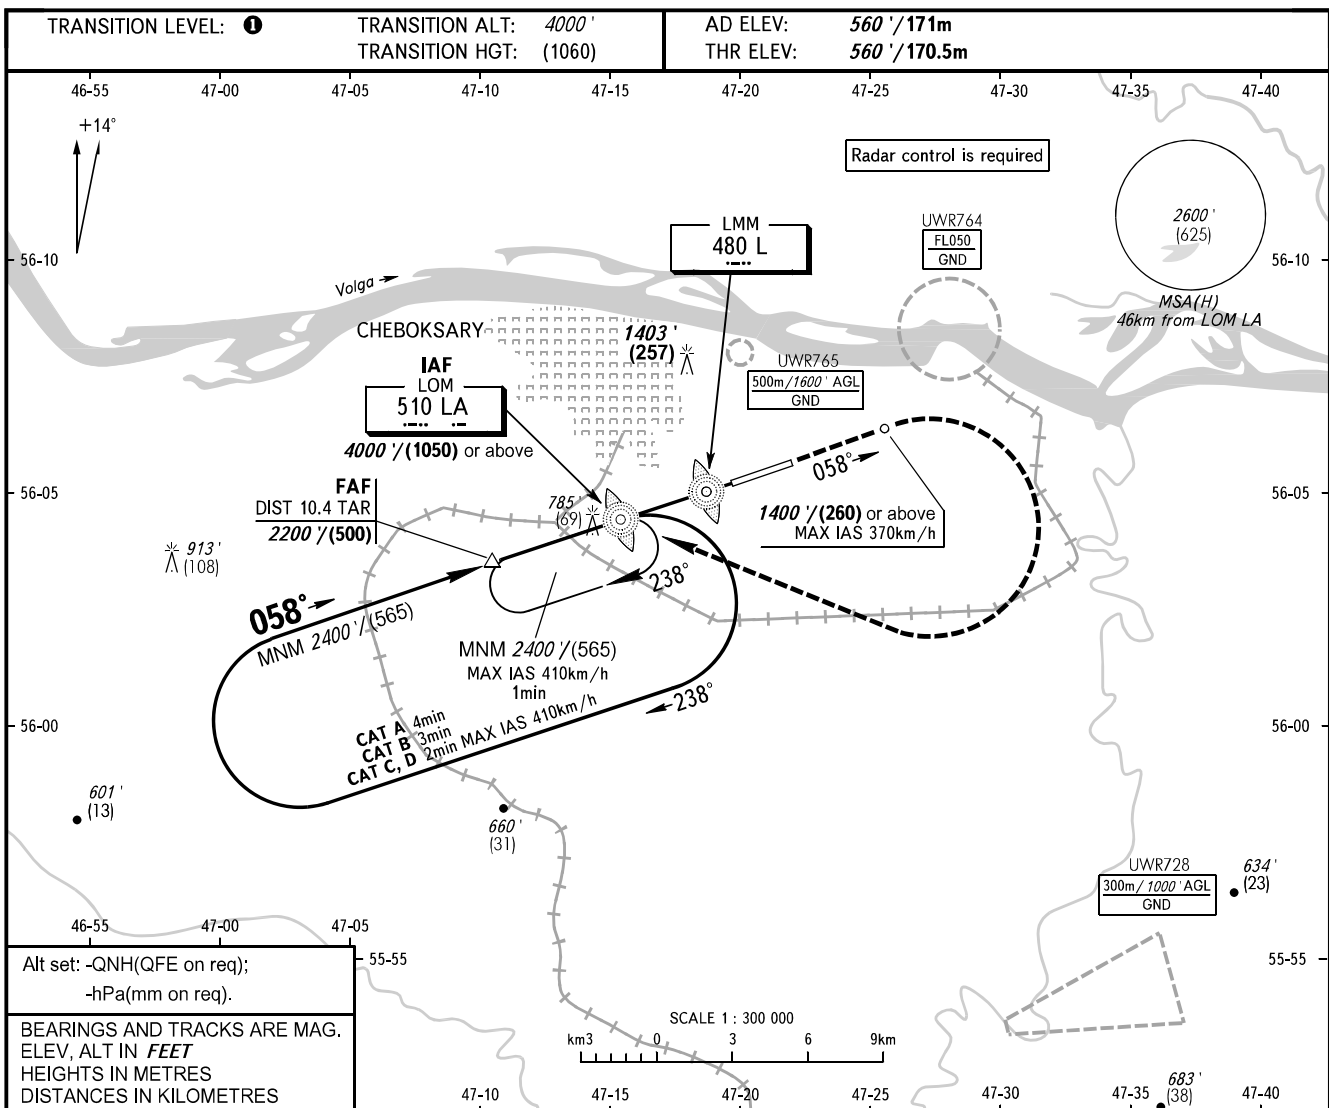 TRANSITION LEVEL: ❶ TRANSITION ALT: 4000 ' AD ELEV: 560 '/171m
TRANSITION HGT: (1060) THR ELEV: 560 '/170.5m
46-55 47-00 47-05 47-10 47-15 47-20 47-25 47-30 47-35 47-40
+14°
Radar control is required
2600 '
(625)
MSA(H)
46km from LOM LA
UWR764
FL050
GND
LMM
480 L
56-10 56-10
Volga
CHEBOKSARY
1403 '
(257)
UWR765
500m/1600 ' AGL
GND
IAF
LOM
510 LA
4000 '/(1050) or above
FAF
DIST 10.4 TAR
2200 '/(500)
56-05 56-05
785'
(69)
058°
1400 '/(260) or above
MAX IAS 370km/h
913 '
(108)
058°
MNM 2400 '/(565)
238°
MNM 2400 '/(565)
MAX IAS 410km/h
1min
238°
56-00 56-00
CAT A 4min
CAT B 3min
CAT C, D 2min MAX IAS 410km/h
601 '
(13)
660 '
(31)
UWR728
300m/1000 'AGL
GND
634 '
(23)
46-55 47-00 47-05
55-55 55-55
Alt set: -QNH(QFE on req);
-hPa(mm on req).
BEARINGS AND TRACKS ARE MAG.
ELEV, ALT IN FEET
HEIGHTS IN METRES
DISTANCES IN KILOMETRES
SCALE 1 : 300 000
km3 0 3 6 9km
683 '
(38)
47-10 47-15 47-20 47-25 47-30 47-35 47-40